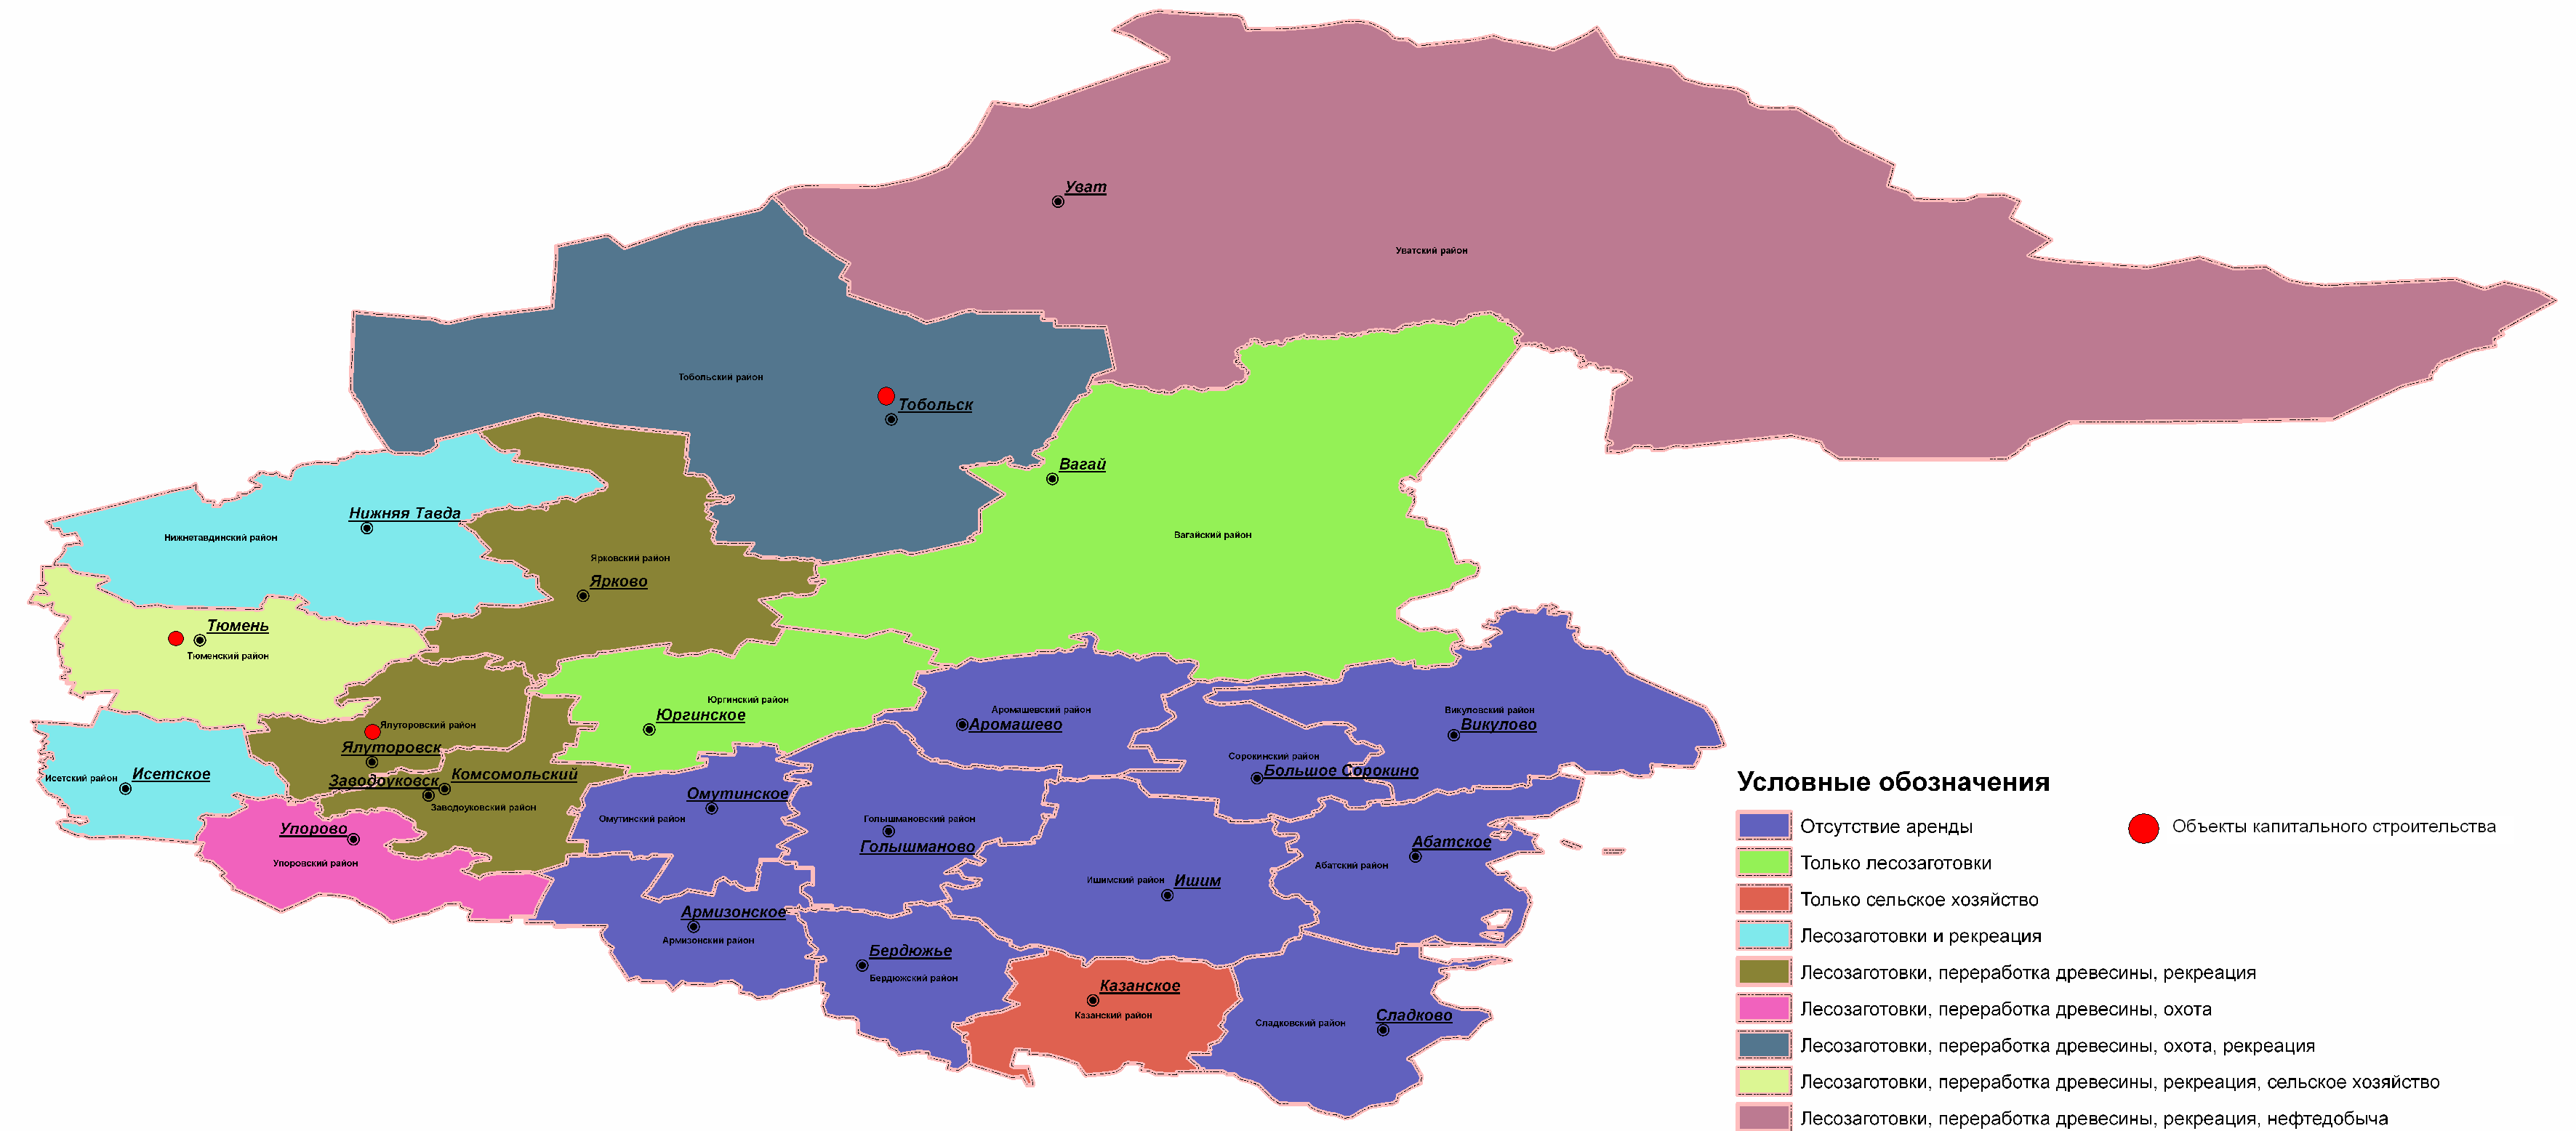 Уват
Уватский район
Тобольский район
Тобольск
Вагай
Нижняя Тавда
Нижнетавдинский район
Вагайский район
Ярковский район
Ярково
Тюмень
Тюменский район
Юргинский район
Юргинское
Аромашевский район
Аромашево
Викуловский район
Викулово
Ялуторовский район
Ялуторовск
Сорокинский район
Большое Сорокино
Исетский район
Исетское
Заводоуковск
Комсомольский
Заводоуковский район
Омутинское
Омутинский район
Голышмановский район
Голышманово
Упорово
Упоровский район
Абатское
Абатский район
Ишимский район
Ишим
Армизонское
Армизонский район
Бердюжье
Бердюжский район
Казанское
Казанский район
Сладковский район
Сладково
Условные обозначения
Отсутствие аренды
Объекты капитального строительства
Только лесозаготовки
Только сельское хозяйство
Лесозаготовки и рекреация
Лесозаготовки, переработка древесины, рекреация
Лесозаготовки, переработка древесины, охота
Лесозаготовки, переработка древесины, охота, рекреация
Лесозаготовки, переработка древесины, рекреация, сельское хозяйство
Лесозаготовки, переработка древесины, рекреация, нефтедобыча